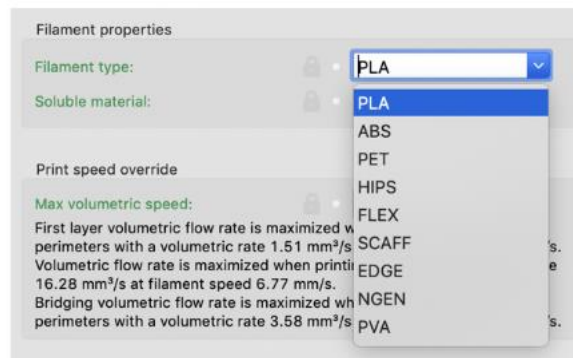 Filament properties
Filament type:
PLA
Soluble material:
PLA
ABS
PET
HIPS
FLEX
SCAFF
EDGE
NGEN
PVA
Print speed override
Max volumetric speed:
First layer volumetric flow rate is maximized
perimeters with a volumetric rate 1.51 mm³/s s.
Volumetric flow rate is maximized when
16.28 mm³/s at filament speed 6.77 mm/s.
Bridging volumetric flow rate is maximized
perimeters with a volumetric rate 3.58 mm³/s s.